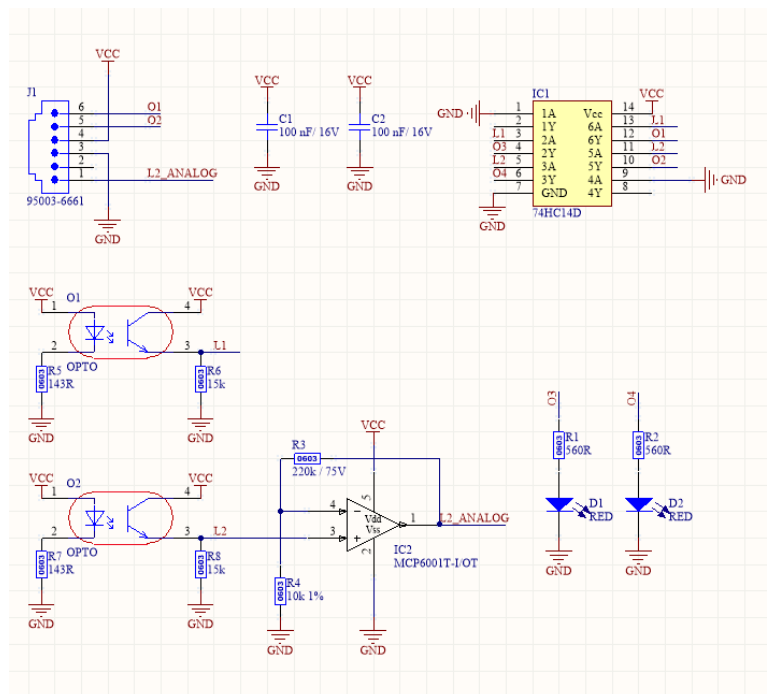 VCC
J1
6 O1
5 O2
4
3
2
1 L2_ANALOG
95003-6661
GND
VCC
C1
100 nF/ 16V
GND
VCC
C2
100 nF/ 16V
GND
IC1
VCC
GND 1 1A Vcc 14
2 1Y 6A 13 L1
L1 3 2A 6Y 12 O1
O3 4 2Y 5A 11 L2
L2 5 3A 5Y 10 O2
O4 6 3Y 4A 9 GND
7 GND 4Y 8
74HC14D
GND
VCC O1 VCC
1 4
2 3 L1
OPTO
0603 R5
143R
0603 R6
15k
GND GND
VCC O2 VCC
1 4
2 3 L2
OPTO
0603 R7
143R
0603 R8
15k
GND GND
VCC
R3
0603
220k / 75V
5
4
Vdd
Vss
1 L2_ANALOG
3
2
IC2
MCP6001T-I/OT
0603 R4
10k 1%
GND GND
O3 O4
0603 R1
560R
0603 R2
560R
D1
RED
D2
RED
GND GND